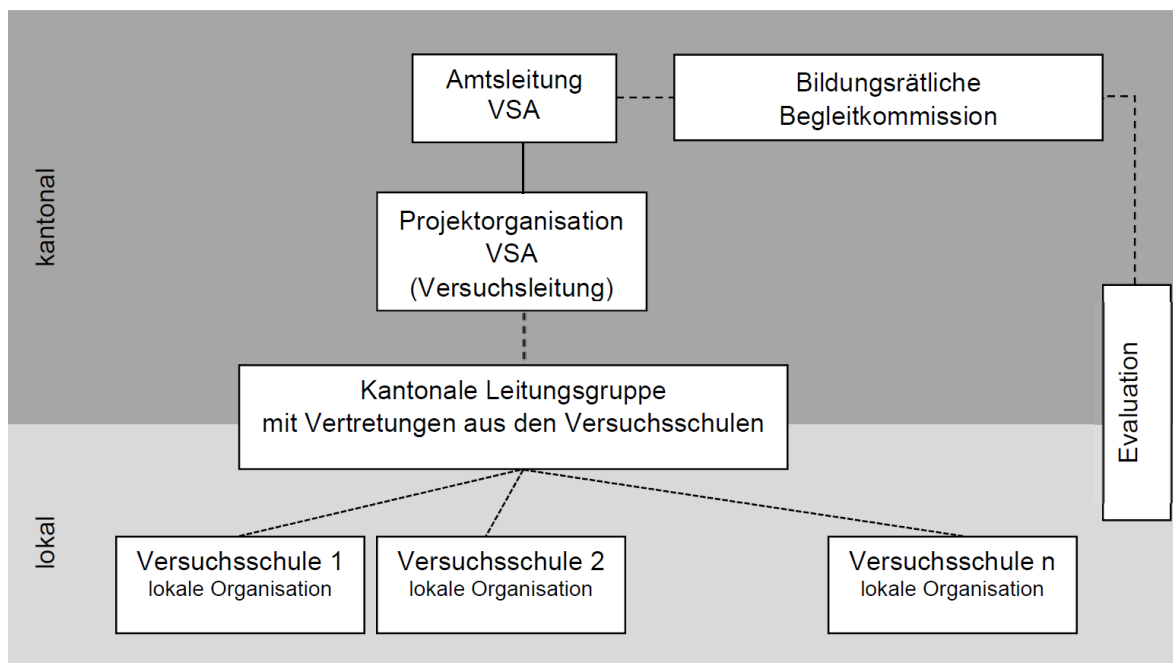 Amtsleitung
VSA
Bildungsrätliche
Begleitkommission
kantonal
Projektorganisation
VSA
(Versuchsleitung)
Kantonale Leitungsgruppe
mit Vertretungen aus den Versuchsschulen
Evaluation
lokal
Versuchsschule 1
lokale Organisation
Versuchsschule 2
lokale Organisation
Versuchsschule n
lokale Organisation